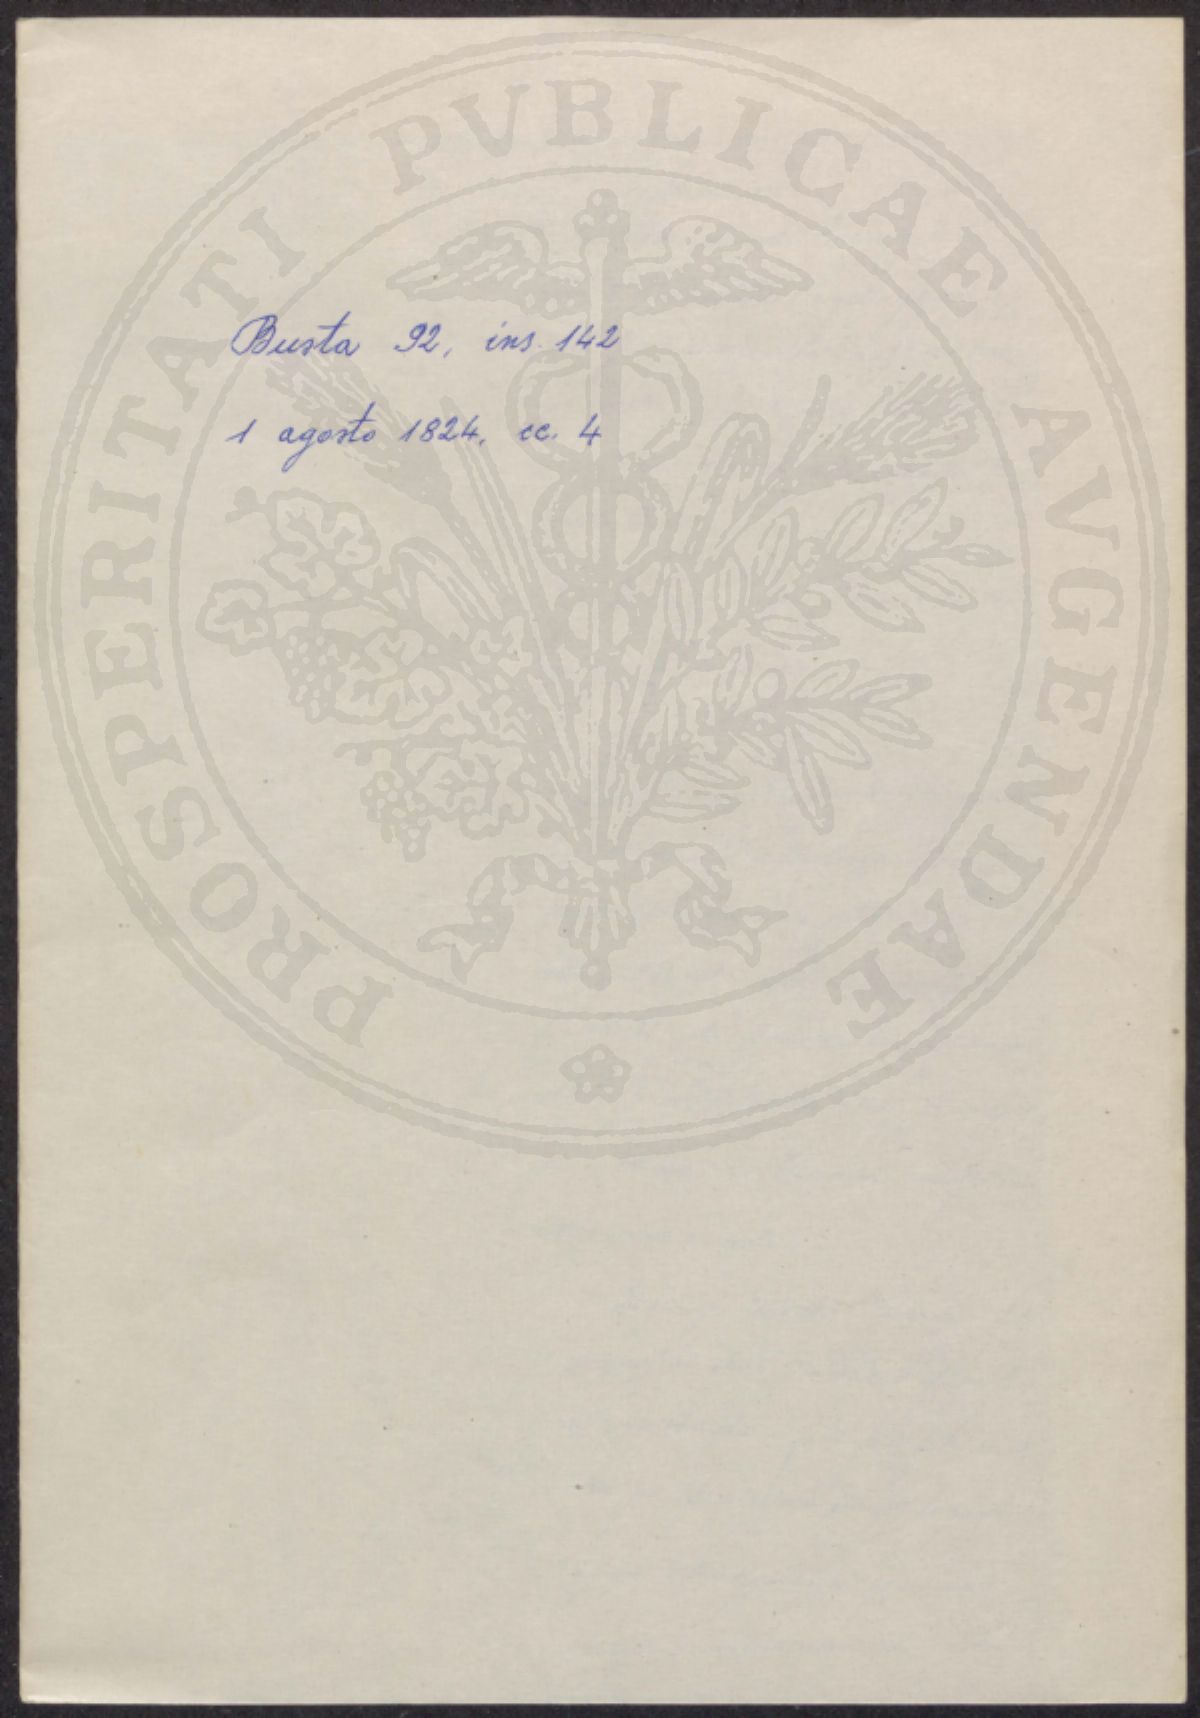 Busta 92, ins. 142
1 agosto 1824, cc. 4
PROSPERITATI PVBLICAE AVGENDAE